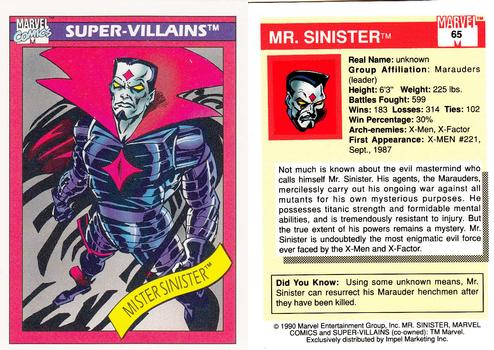 MARVEL
COMICS
SUPER-VILLAINS™
MISTER SINISTER™
MARVEL™
65
MR. SINISTER™
Real Name: unknown
Group Affiliation: Marauders
(leader)
Height: 6'3" Weight: 225 lbs.
Battles Fought: 599
Wins: 183 Losses: 314 Ties: 102
Win Percentage: 30%
Arch-enemies: X-Men, X-Factor
First Appearance: X-MEN #221,
Sept., 1987
Not much is known about the evil mastermind who
calls himself Mr. Sinister. His agents, the Marauders,
mercilessly carry out his ongoing war against all
mutants for his own mysterious purposes. He
possesses titanic strength and formidable mental
abilities, and is tremendously resistant to injury. But
the true extent of his powers remains a mystery. Mr.
Sinister is undoubtedly the most enigmatic evil force
ever faced by the X-Men and X-Factor.
Did You Know: Using some unknown means, Mr.
Sinister can resurrect his Marauder henchmen after
they have been killed.
© 1990 Marvel Entertainment Group, Inc. MR. SINISTER, MARVEL
COMICS and SUPER-VILLAINS (co-owned): TM Marvel.
Exclusively distributed by Impel Marketing Inc.